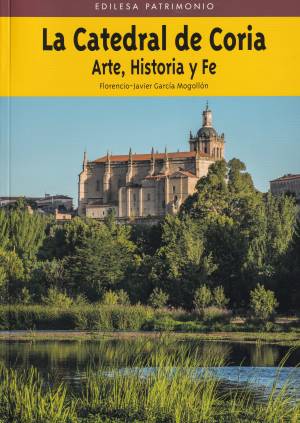 EDILESA PATRIMONIO
La Catedral de Coria
Arte, Historia y Fe
Florencio-Javier García Mogollón